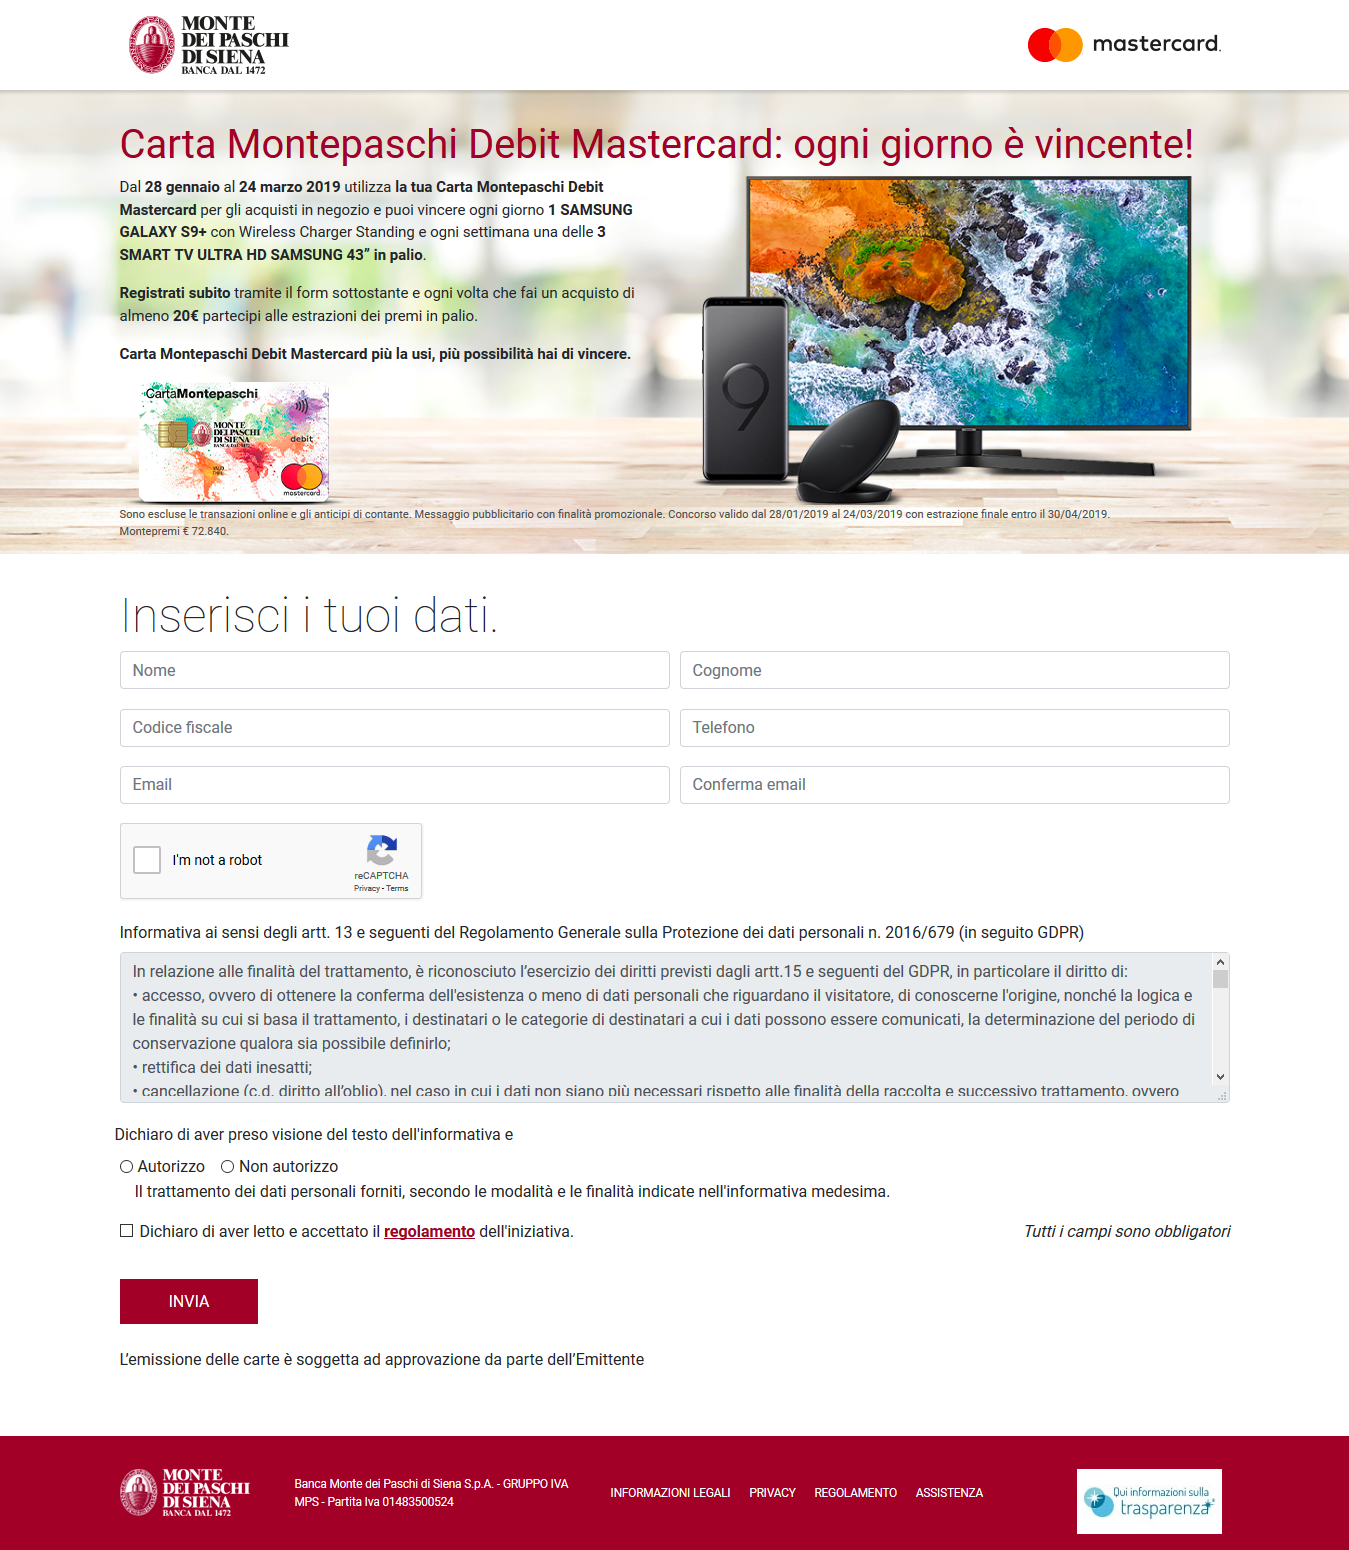 MONTE
DEI PASCHI
DI SIENA
BANCA DAL 1472
mastercard.
Carta Montepaschi Debit Mastercard: ogni giorno è vincente!
Dal 28 gennaio al 24 marzo 2019 utilizza la tua Carta Montepaschi Debit
Mastercard per gli acquisti in negozio e puoi vincere ogni giorno 1 SAMSUNG
GALAXY S9+ con Wireless Charger Standing e ogni settimana una delle 3
SMART TV ULTRA HD SAMSUNG 43” in palio.
Registrati subito tramite il form sottostante e ogni volta che fai un acquisto di
almeno 20€ partecipi alle estrazioni dei premi in palio.
Carta Montepaschi Debit Mastercard più la usi, più possibilità hai di vincere.
CartaMontepaschi
MONTE
DEI PASCHI
DI SIENA
BANCA DAL 1472
debit
VALID
THRU
mastercard.
9
Sono escluse le transazioni online e gli anticipi di contante. Messaggio pubblicitario con finalità promozionale. Concorso valido dal 28/01/2019 al 24/03/2019 con estrazione finale entro il 30/04/2019.
Montepremi € 72.840.
Inserisci i tuoi dati.
Nome
Cognome
Codice fiscale
Telefono
Email
Conferma email
I'm not a robot
reCAPTCHA
Privacy - Terms
Informativa ai sensi degli artt. 13 e seguenti del Regolamento Generale sulla Protezione dei dati personali n. 2016/679 (in seguito GDPR)
In relazione alle finalità del trattamento, è riconosciuto l’esercizio dei diritti previsti dagli artt.15 e seguenti del GDPR, in particolare il diritto di:
• accesso, ovvero di ottenere la conferma dell'esistenza o meno di dati personali che riguardano il visitatore, di conoscerne l'origine, nonché la logica e
le finalità su cui si basa il trattamento, i destinatari o le categorie di destinatari a cui i dati possono essere comunicati, la determinazione del periodo di
conservazione qualora sia possibile definirlo;
• rettifica dei dati inesatti;
• cancellazione (c.d. diritto all’oblio), nel caso in cui i dati non siano più necessari rispetto alle finalità della raccolta e successivo trattamento, ovvero
Dichiaro di aver preso visione del testo dell'informativa e
Autorizzo Non autorizzo
Il trattamento dei dati personali forniti, secondo le modalità e le finalità indicate nell'informativa medesima.
Dichiaro di aver letto e accettato il regolamento dell'iniziativa.
Tutti i campi sono obbligatori
INVIA
L’emissione delle carte è soggetta ad approvazione da parte dell’Emittente
MONTE
DEI PASCHI
DI SIENA
BANCA DAL 1472
Banca Monte dei Paschi di Siena S.p.A. - GRUPPO IVA
MPS - Partita Iva 01483500524
INFORMAZIONI LEGALI PRIVACY REGOLAMENTO ASSISTENZA
Qui informazioni sulla
trasparenza